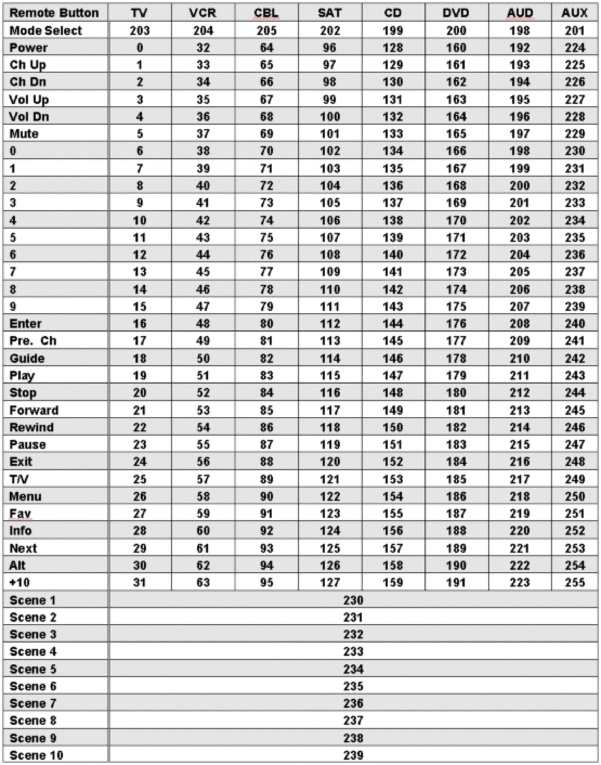 Remote Button TV VCR CBL SAT CD DVD AUD AUX
Mode Select 203 204 205 202 199 200 198 201
Power 0 32 64 96 128 160 192 224
Ch Up 1 33 65 97 129 161 193 225
Ch Dn 2 34 66 98 130 162 194 226
Vol Up 3 35 67 99 131 163 195 227
Vol Dn 4 36 68 100 132 164 196 228
Mute 5 37 69 101 133 165 197 229
0 6 38 70 102 134 166 198 230
1 7 39 71 103 135 167 199 231
2 8 40 72 104 136 168 200 232
3 9 41 73 105 137 169 201 233
4 10 42 74 106 138 170 202 234
5 11 43 75 107 139 171 203 235
6 12 44 76 108 140 172 204 236
7 13 45 77 109 141 173 205 237
8 14 46 78 110 142 174 206 238
9 15 47 79 111 143 175 207 239
Enter 16 48 80 112 144 176 208 240
Pre. Ch 17 49 81 113 145 177 209 241
Guide 18 50 82 114 146 178 210 242
Play 19 51 83 115 147 179 211 243
Stop 20 52 84 116 148 180 212 244
Forward 21 53 85 117 149 181 213 245
Rewind 22 54 86 118 150 182 214 246
Pause 23 55 87 119 151 183 215 247
Exit 24 56 88 120 152 184 216 248
T/V 25 57 89 121 153 185 217 249
Menu 26 58 90 122 154 186 218 250
Fav 27 59 91 123 155 187 219 251
Info 28 60 92 124 156 188 220 252
Next 29 61 93 125 157 189 221 253
Alt 30 62 94 126 158 190 222 254
+10 31 63 95 127 159 191 223 255
Scene 1 230
Scene 2 231
Scene 3 232
Scene 4 233
Scene 5 234
Scene 6 235
Scene 7 236
Scene 8 237
Scene 9 238
Scene 10 239